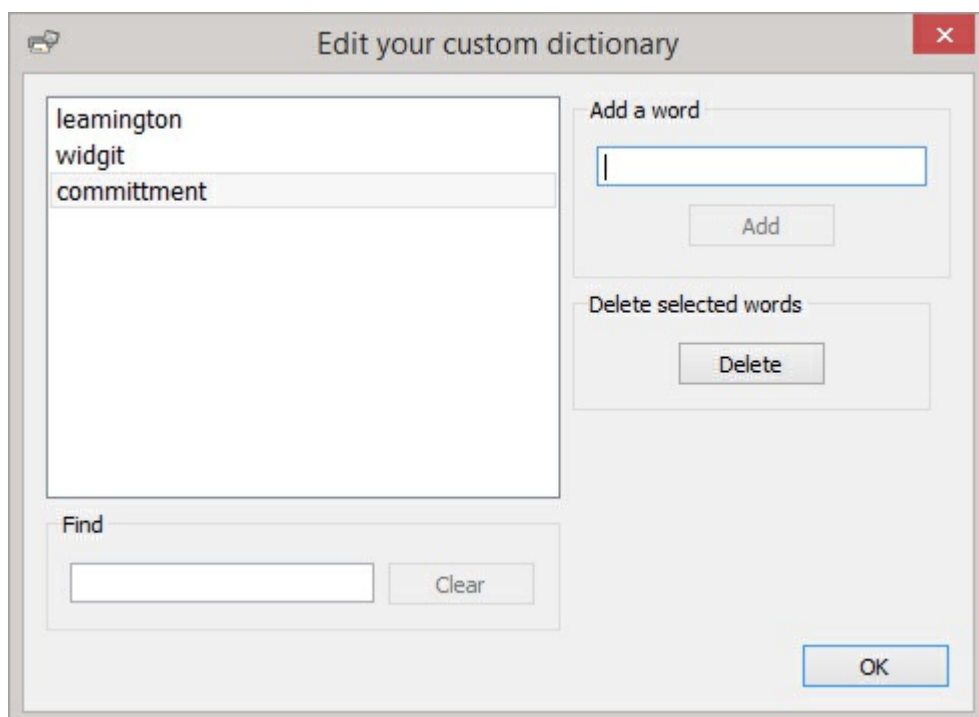 Edit your custom dictionary
leamington
widgit
committment
Add a word
Add
Delete selected words
Delete
Find
Clear
OK